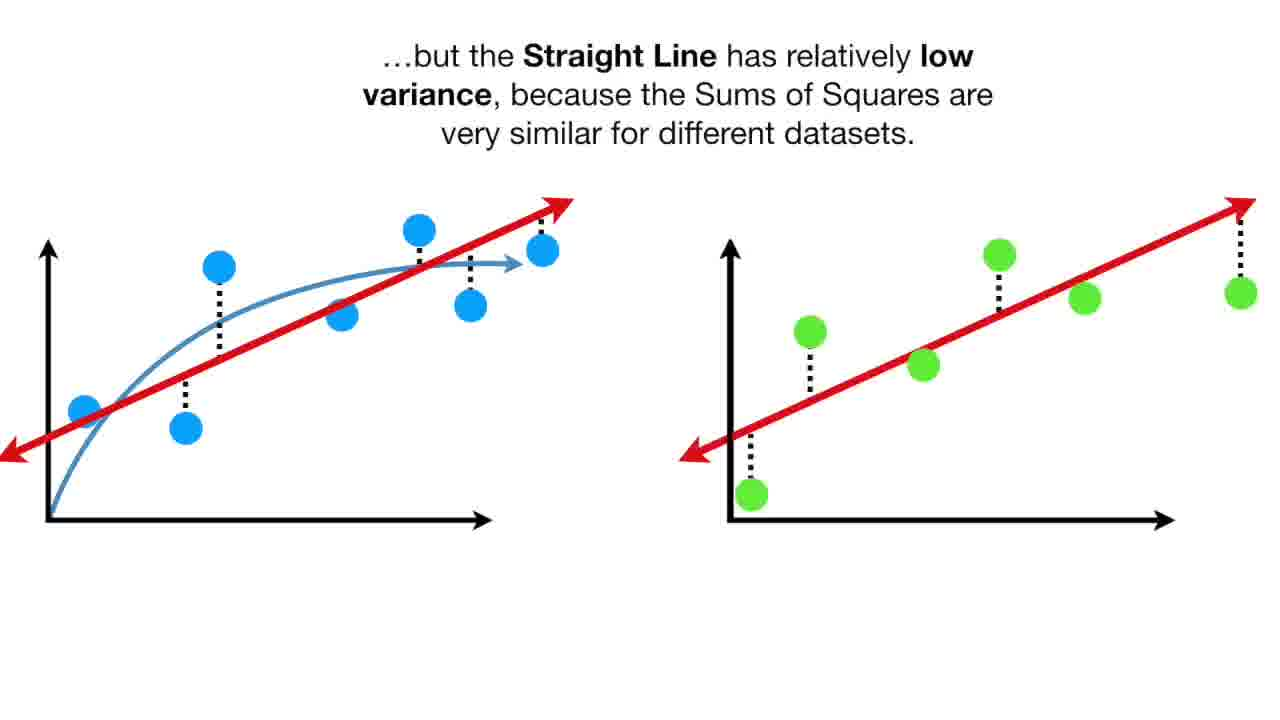 ...but the Straight Line has relatively low
variance, because the Sums of Squares are
very similar for different datasets.